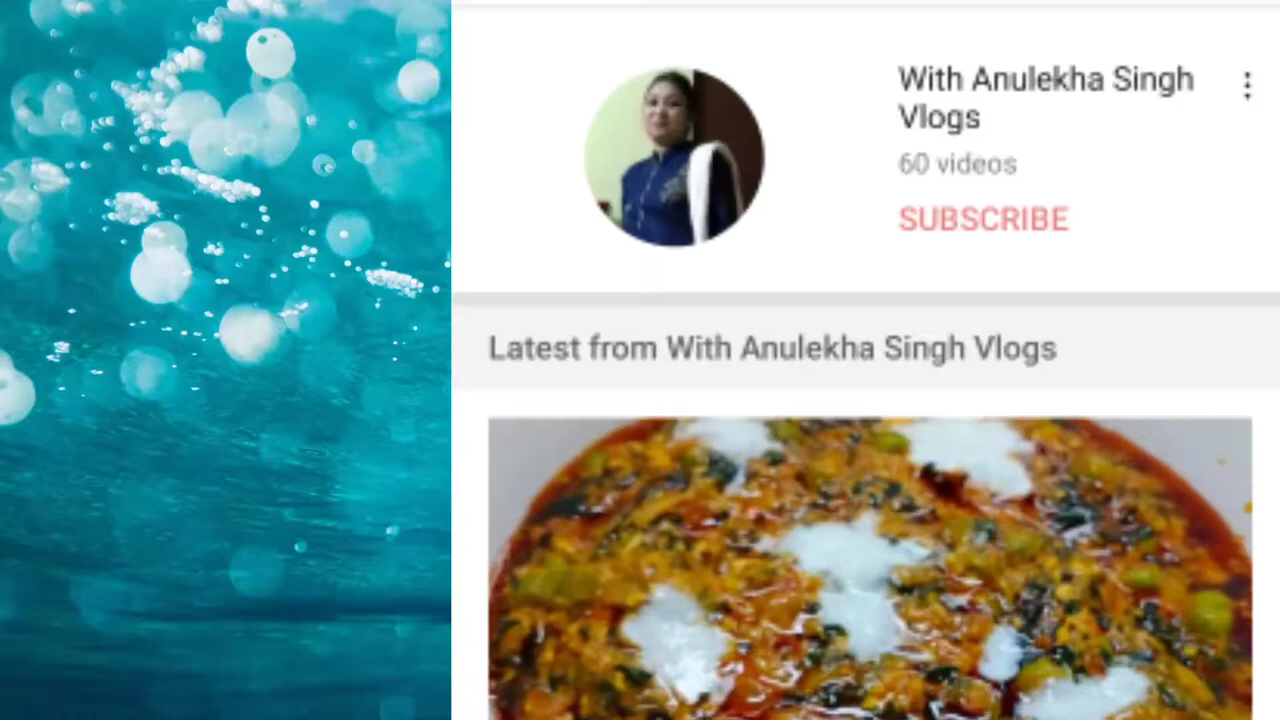 With Anulekha Singh
Vlogs
60 videos
SUBSCRIBE
Latest from With Anulekha Singh Vlogs